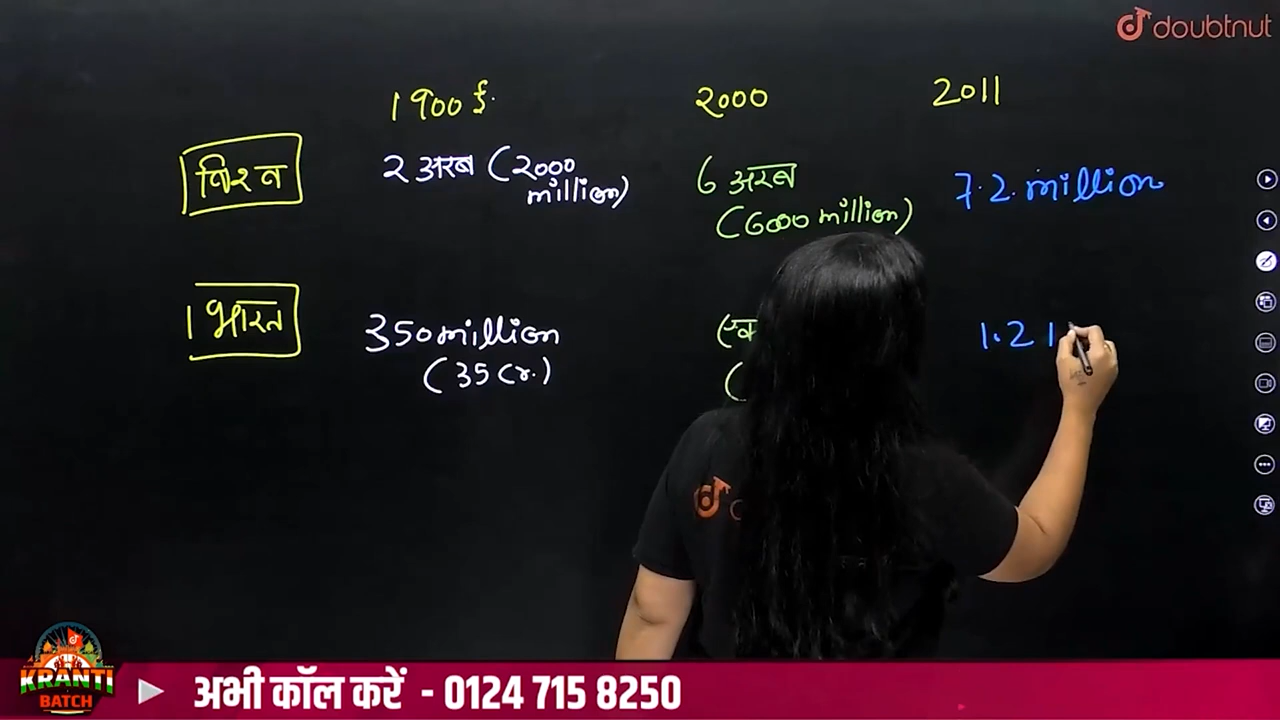 doubtnut
1900 ई. 2000 2011
विश्व 2 अरब (2000 million) 6 अरब (6000 million) 7.2 million
भारत 350 million (35 Cr.) 1.21
KRANTI
BATCH
अभी कॉल करें - 0124 715 8250